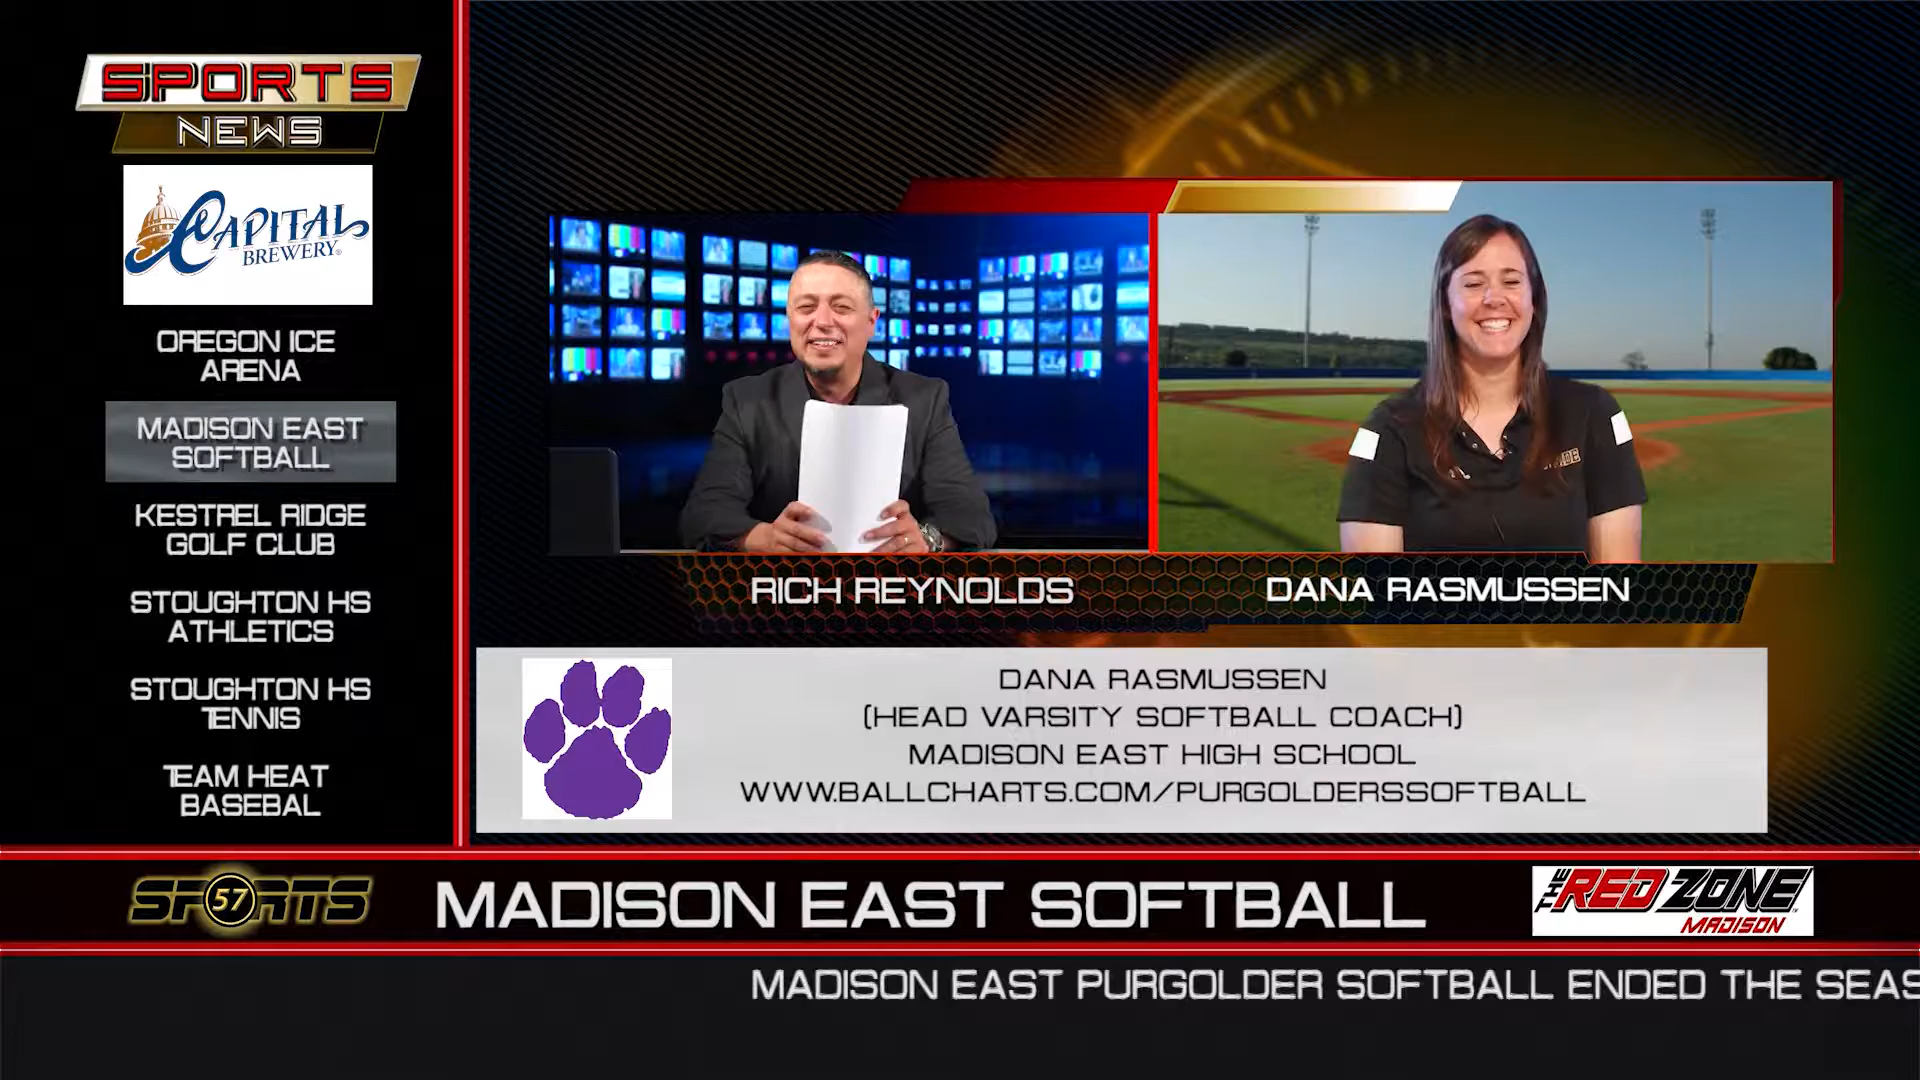 SPORTS
NEWS
CAPITAL
BREWERY®
OREGON ICE
ARENA
MADISON EAST
SOFTBALL
KESTREL RIDGE
GOLF CLUB
STOUGHTON HS
ATHLETICS
STOUGHTON HS
TENNIS
TEAM HEAT
BASEBAL
RICH REYNOLDS
DANA RASMUSSEN
DANA RASMUSSEN
(HEAD VARSITY SOFTBALL COACH)
MADISON EAST HIGH SCHOOL
WWW.BALLCHARTS.COM/PURGOLDERSSOFTBALL
SPORTS 57
MADISON EAST SOFTBALL
THE RED ZONE
MADISON
MADISON EAST PURGOLDER SOFTBALL ENDED THE SEAS